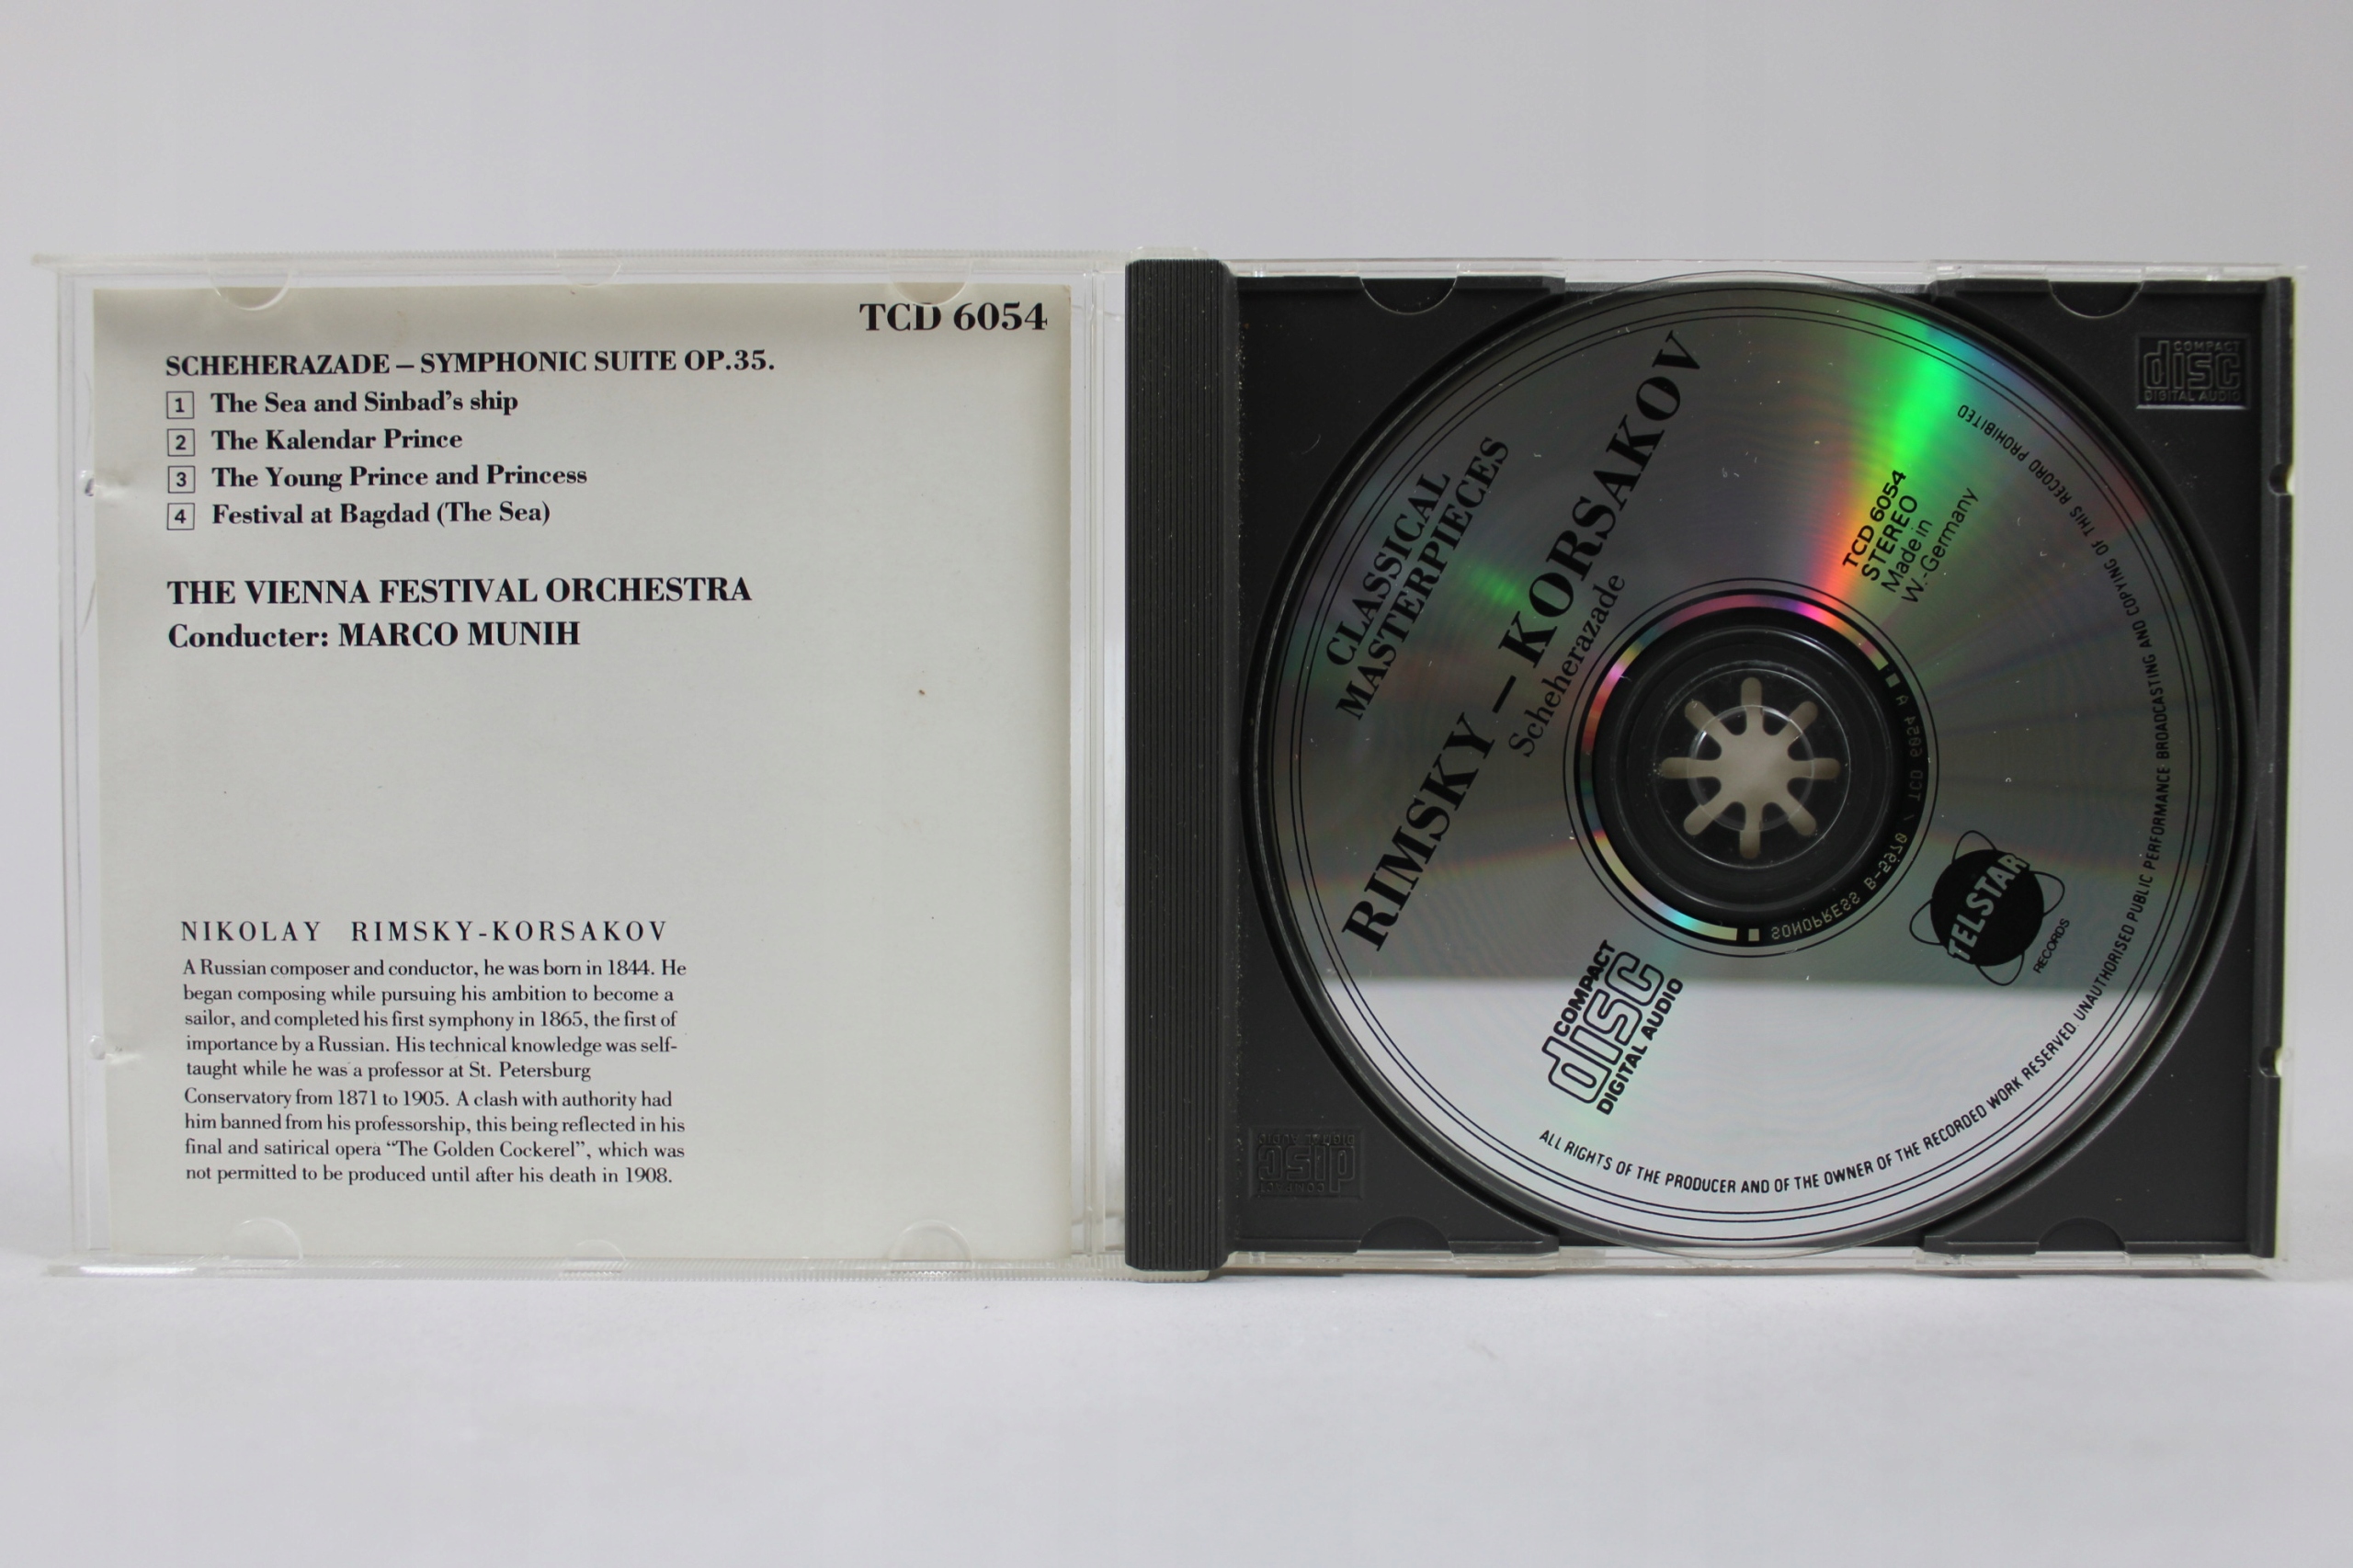 TCD 6054
SCHEHERAZADE – SYMPHONIC SUITE OP.35.
1 The Sea and Sinbad's ship
2 The Kalendar Prince
3 The Young Prince and Princess
4 Festival at Bagdad (The Sea)
THE VIENNA FESTIVAL ORCHESTRA
Conducter: MARCO MUNIH
NIKOLAY RIMSKY-KORSAKOV
A Russian composer and conductor, he was born in 1844. He
began composing while pursuing his ambition to become a
sailor, and completed his first symphony in 1865, the first of
importance by a Russian. His technical knowledge was self-
taught while he was a professor at St. Petersburg
Conservatory from 1871 to 1905. A clash with authority had
him banned from his professorship, this being reflected in his
final and satirical opera “The Golden Cockerel”, which was
not permitted to be produced until after his death in 1908.
CLASSICAL
MASTERPIECES
RIMSKY – KORSAKOV
Scheherazade
TCD 6054
STEREO
Made in
W.-Germany
TELSTAR
RECORDS
COMPACT
disc
DIGITAL AUDIO
ALL RIGHTS OF THE PRODUCER AND OF THE OWNER OF THE RECORDED WORK RESERVED. UNAUTHORISED PUBLIC PERFORMANCE BROADCASTING AND COPYING OF THIS RECORD PROHIBITED
SONOPRESS B-5970 / TCD 6054 A
COMPACT
disc
DIGITAL AUDIO
COMPACT
disc
DIGITAL AUDIO